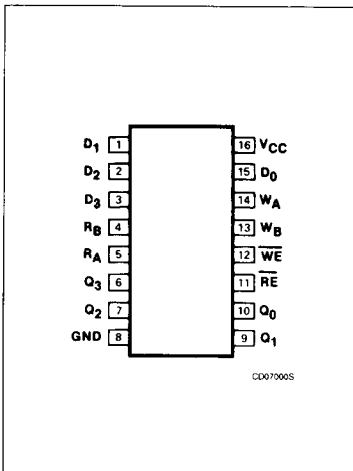 D1 1 16 VCC
D2 2 15 D0
D3 3 14 WA
RB 4 13 WB
RA 5 12 WE
Q3 6 11 RE
Q2 7 10 Q0
GND 8 9 Q1
CD07000S